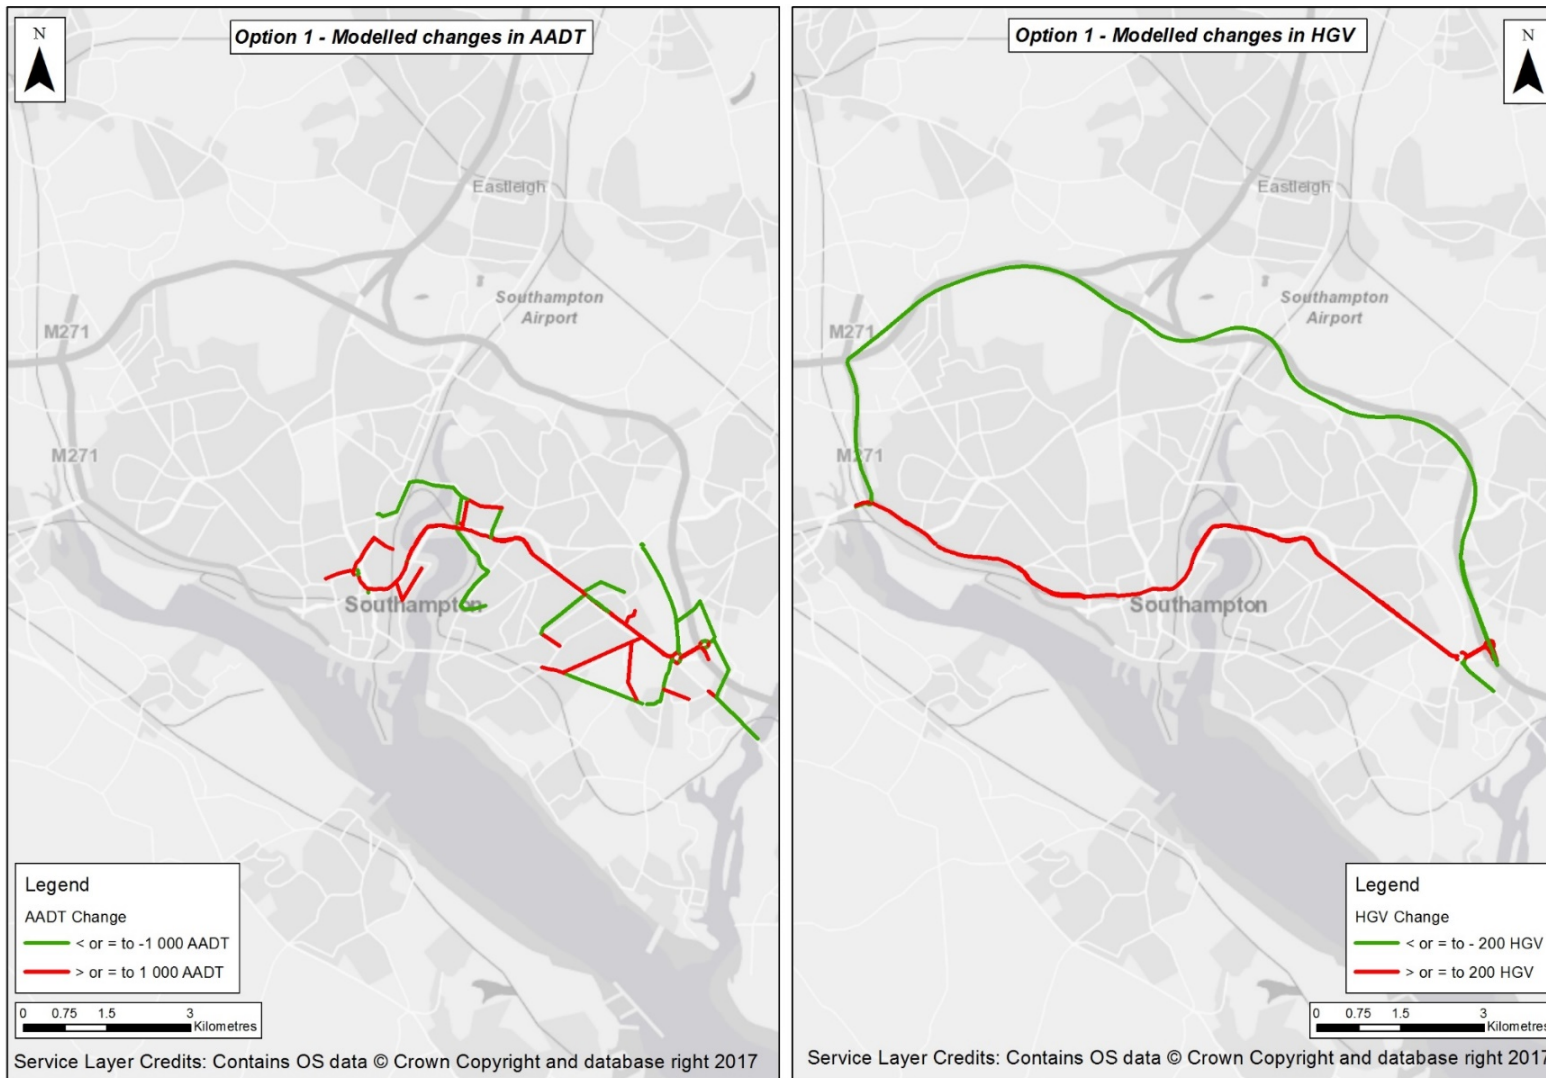 Option 1 - Modelled changes in AADT
N
Eastleigh
Southampton
Airport
M271
M271
Southampton
Legend
AADT Change
< or = to -1 000 AADT
> or = to 1 000 AADT
0 0.75 1.5 3
Kilometres
Service Layer Credits: Contains OS data © Crown Copyright and database right 2017
Option 1 - Modelled changes in HGV
N
Eastleigh
Southampton
Airport
M271
M271
Southampton
Legend
HGV Change
< or = to - 200 HGV
> or = to 200 HGV
0 0.75 1.5 3
Kilometres
Service Layer Credits: Contains OS data © Crown Copyright and database right 2017